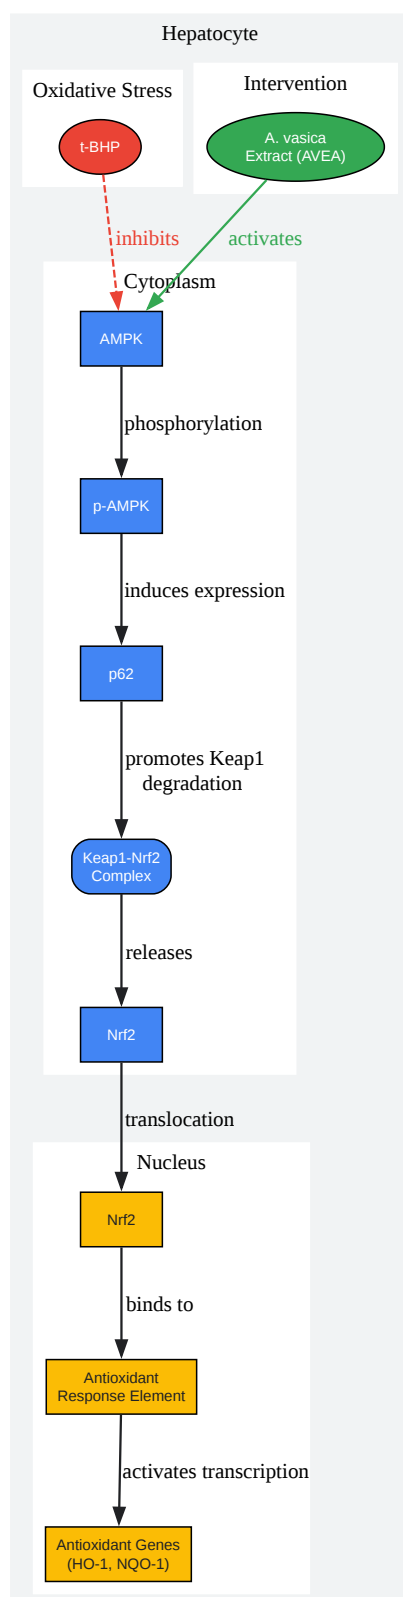 Hepatocyte
Oxidative Stress
Intervention
t-BHP
A. vasica
Extract (AVEA)
inhibits
activates
Cytoplasm
AMPK
phosphorylation
p-AMPK
induces expression
p62
promotes Keap1
degradation
Keap1-Nrf2
Complex
releases
Nrf2
translocation
Nucleus
Nrf2
binds to
Antioxidant
Response Element
activates transcription
Antioxidant Genes
(HO-1, NQO-1)